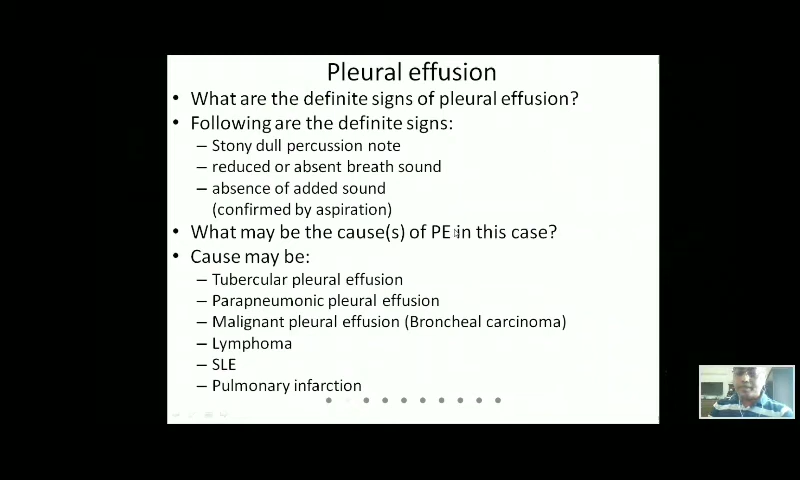 Pleural effusion
• What are the definite signs of pleural effusion?
• Following are the definite signs:
– Stony dull percussion note
– reduced or absent breath sound
– absence of added sound
(confirmed by aspiration)
• What may be the cause(s) of PE in this case?
• Cause may be:
– Tubercular pleural effusion
– Parapneumonic pleural effusion
– Malignant pleural effusion (Broncheal carcinoma)
– Lymphoma
– SLE
– Pulmonary infarction